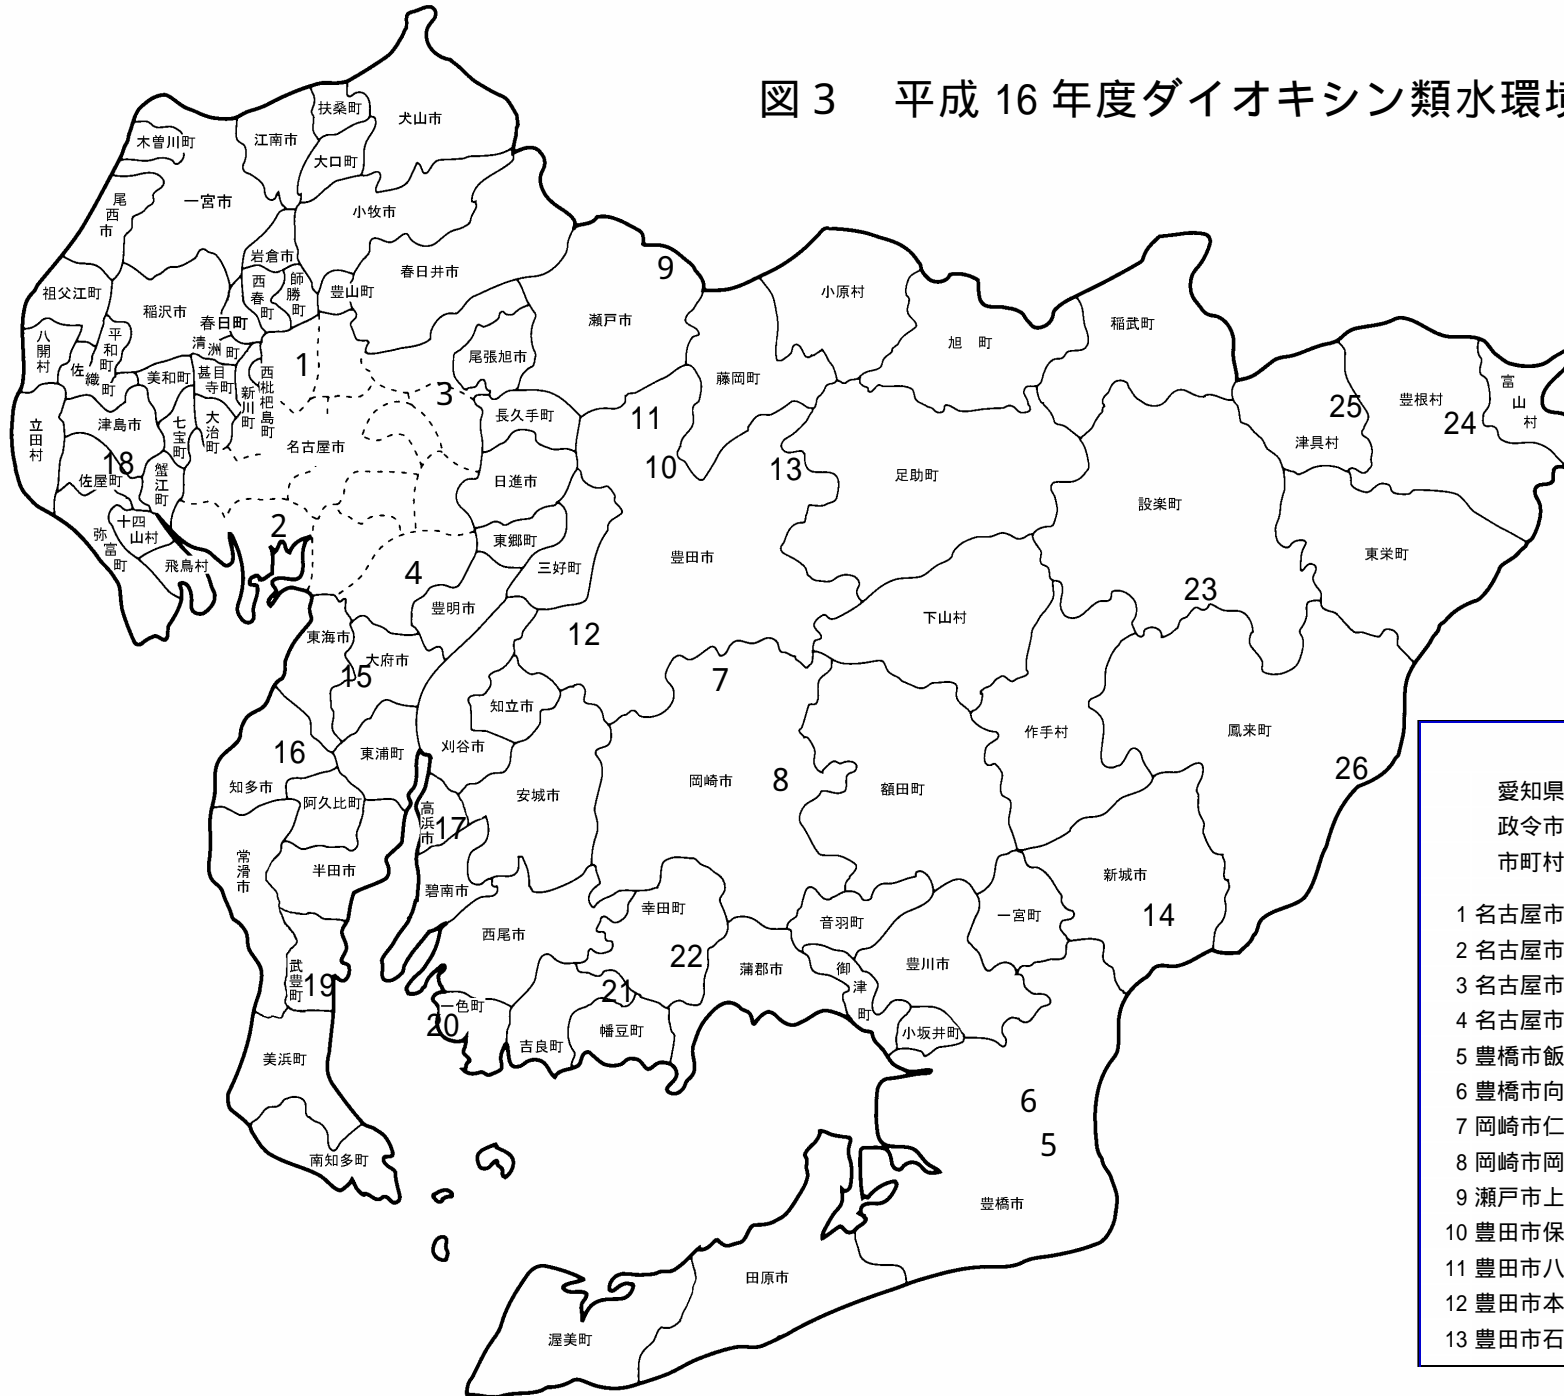 図３　平成 16 年度ダイオキシン類水環境
扶桑町
犬山市
江南市
木曽川町
大口町
一宮市
尾西市
小牧市
岩倉市
春日井市
西春町
師勝町
豊山町
祖父江町
稲沢市
春日町
清洲町
八開村
平和町
佐織町
美和町
甚目寺町
新川町
西枇杷島町
1
3
尾張旭市
瀬戸市
9
小原村
旭　町
稲武町
藤岡町
長久手町
11
10
13
立田村
津島市
七宝町
大治町
名古屋市
18
佐屋町
蟹江町
日進市
足助町
設楽町
津具村
25
豊根村
24
富山村
十四山村
弥富町
飛島村
2
4
東郷町
三好町
豊田市
東栄町
豊明市
下山村
23
東海市
大府市
15
12
7
知立市
刈谷市
東浦町
16
知多市
阿久比町
高浜市
17
安城市
岡崎市
8
額田町
作手村
鳳来町
26
常滑市
半田市
碧南市
西尾市
幸田町
22
蒲郡市
音羽町
御津町
豊川市
一宮町
新城市
14
武豊町
19
一色町
20
吉良町
21
幡豆町
小坂井町
美浜町
南知多町
6
5
豊橋市
田原市
渥美町
愛知県
政令市
市町村
1 名古屋市
2 名古屋市
3 名古屋市
4 名古屋市
5 豊橋市飯
6 豊橋市向
7 岡崎市仁
8 岡崎市岡
9 瀬戸市上
10 豊田市保
11 豊田市八
12 豊田市本
13 豊田市石